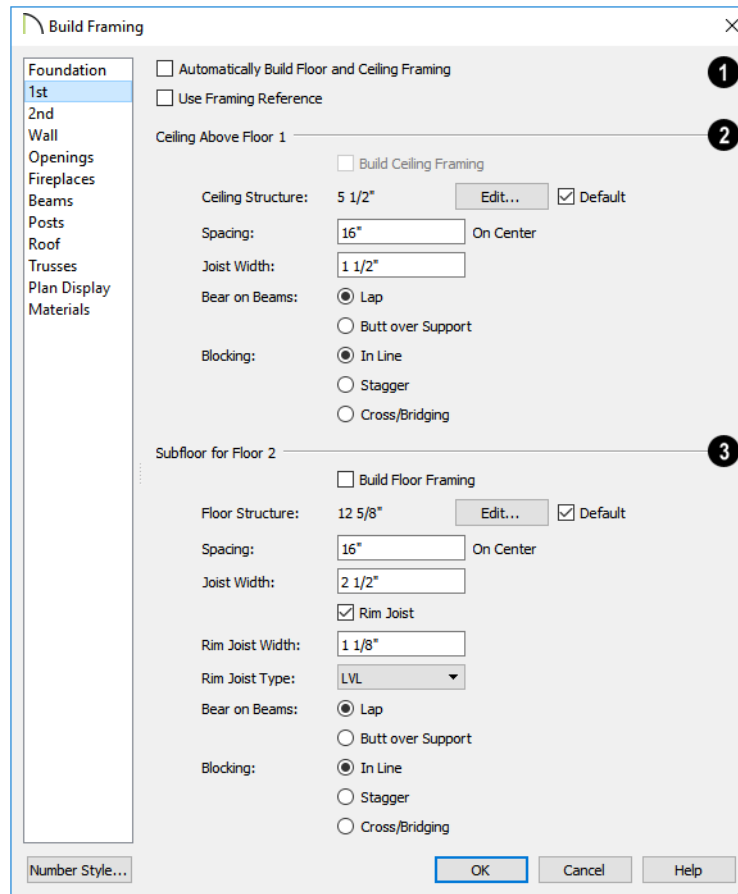 Build Framing
Foundation
1st
2nd
Wall
Openings
Fireplaces
Beams
Posts
Roof
Trusses
Plan Display
Materials
Automatically Build Floor and Ceiling Framing
1
Use Framing Reference
Ceiling Above Floor 1
2
Build Ceiling Framing
Ceiling Structure: 5 1/2" Edit... Default
Spacing: 16" On Center
Joist Width: 1 1/2"
Bear on Beams: Lap
Butt over Support
Blocking: In Line
Stagger
Cross/Bridging
Subfloor for Floor 2
3
Build Floor Framing
Floor Structure: 12 5/8" Edit... Default
Spacing: 16" On Center
Joist Width: 2 1/2"
Rim Joist
Rim Joist Width: 1 1/8"
Rim Joist Type: LVL
Bear on Beams: Lap
Butt over Support
Blocking: In Line
Stagger
Cross/Bridging
Number Style... OK Cancel Help